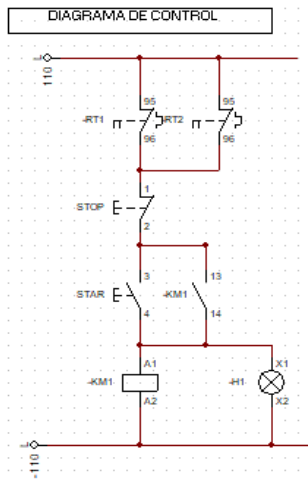 DIAGRAMA DE CONTROL
110
95 95
-RT1 -RT2
96 96
1
STOP
2
3 13
STAR -KM1
4 14
A1 X1
-KM1 -H1
A2 X2
-110